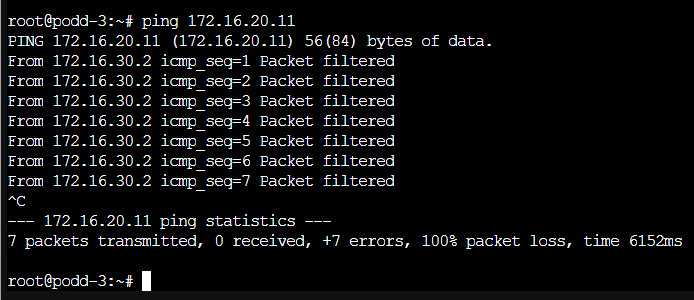 root@podd-3:~# ping 172.16.20.11
PING 172.16.20.11 (172.16.20.11) 56(84) bytes of data.
From 172.16.30.2 icmp_seq=1 Packet filtered
From 172.16.30.2 icmp_seq=2 Packet filtered
From 172.16.30.2 icmp_seq=3 Packet filtered
From 172.16.30.2 icmp_seq=4 Packet filtered
From 172.16.30.2 icmp_seq=5 Packet filtered
From 172.16.30.2 icmp_seq=6 Packet filtered
From 172.16.30.2 icmp_seq=7 Packet filtered
^C
--- 172.16.20.11 ping statistics ---
7 packets transmitted, 0 received, +7 errors, 100% packet loss, time 6152ms
root@podd-3:~#